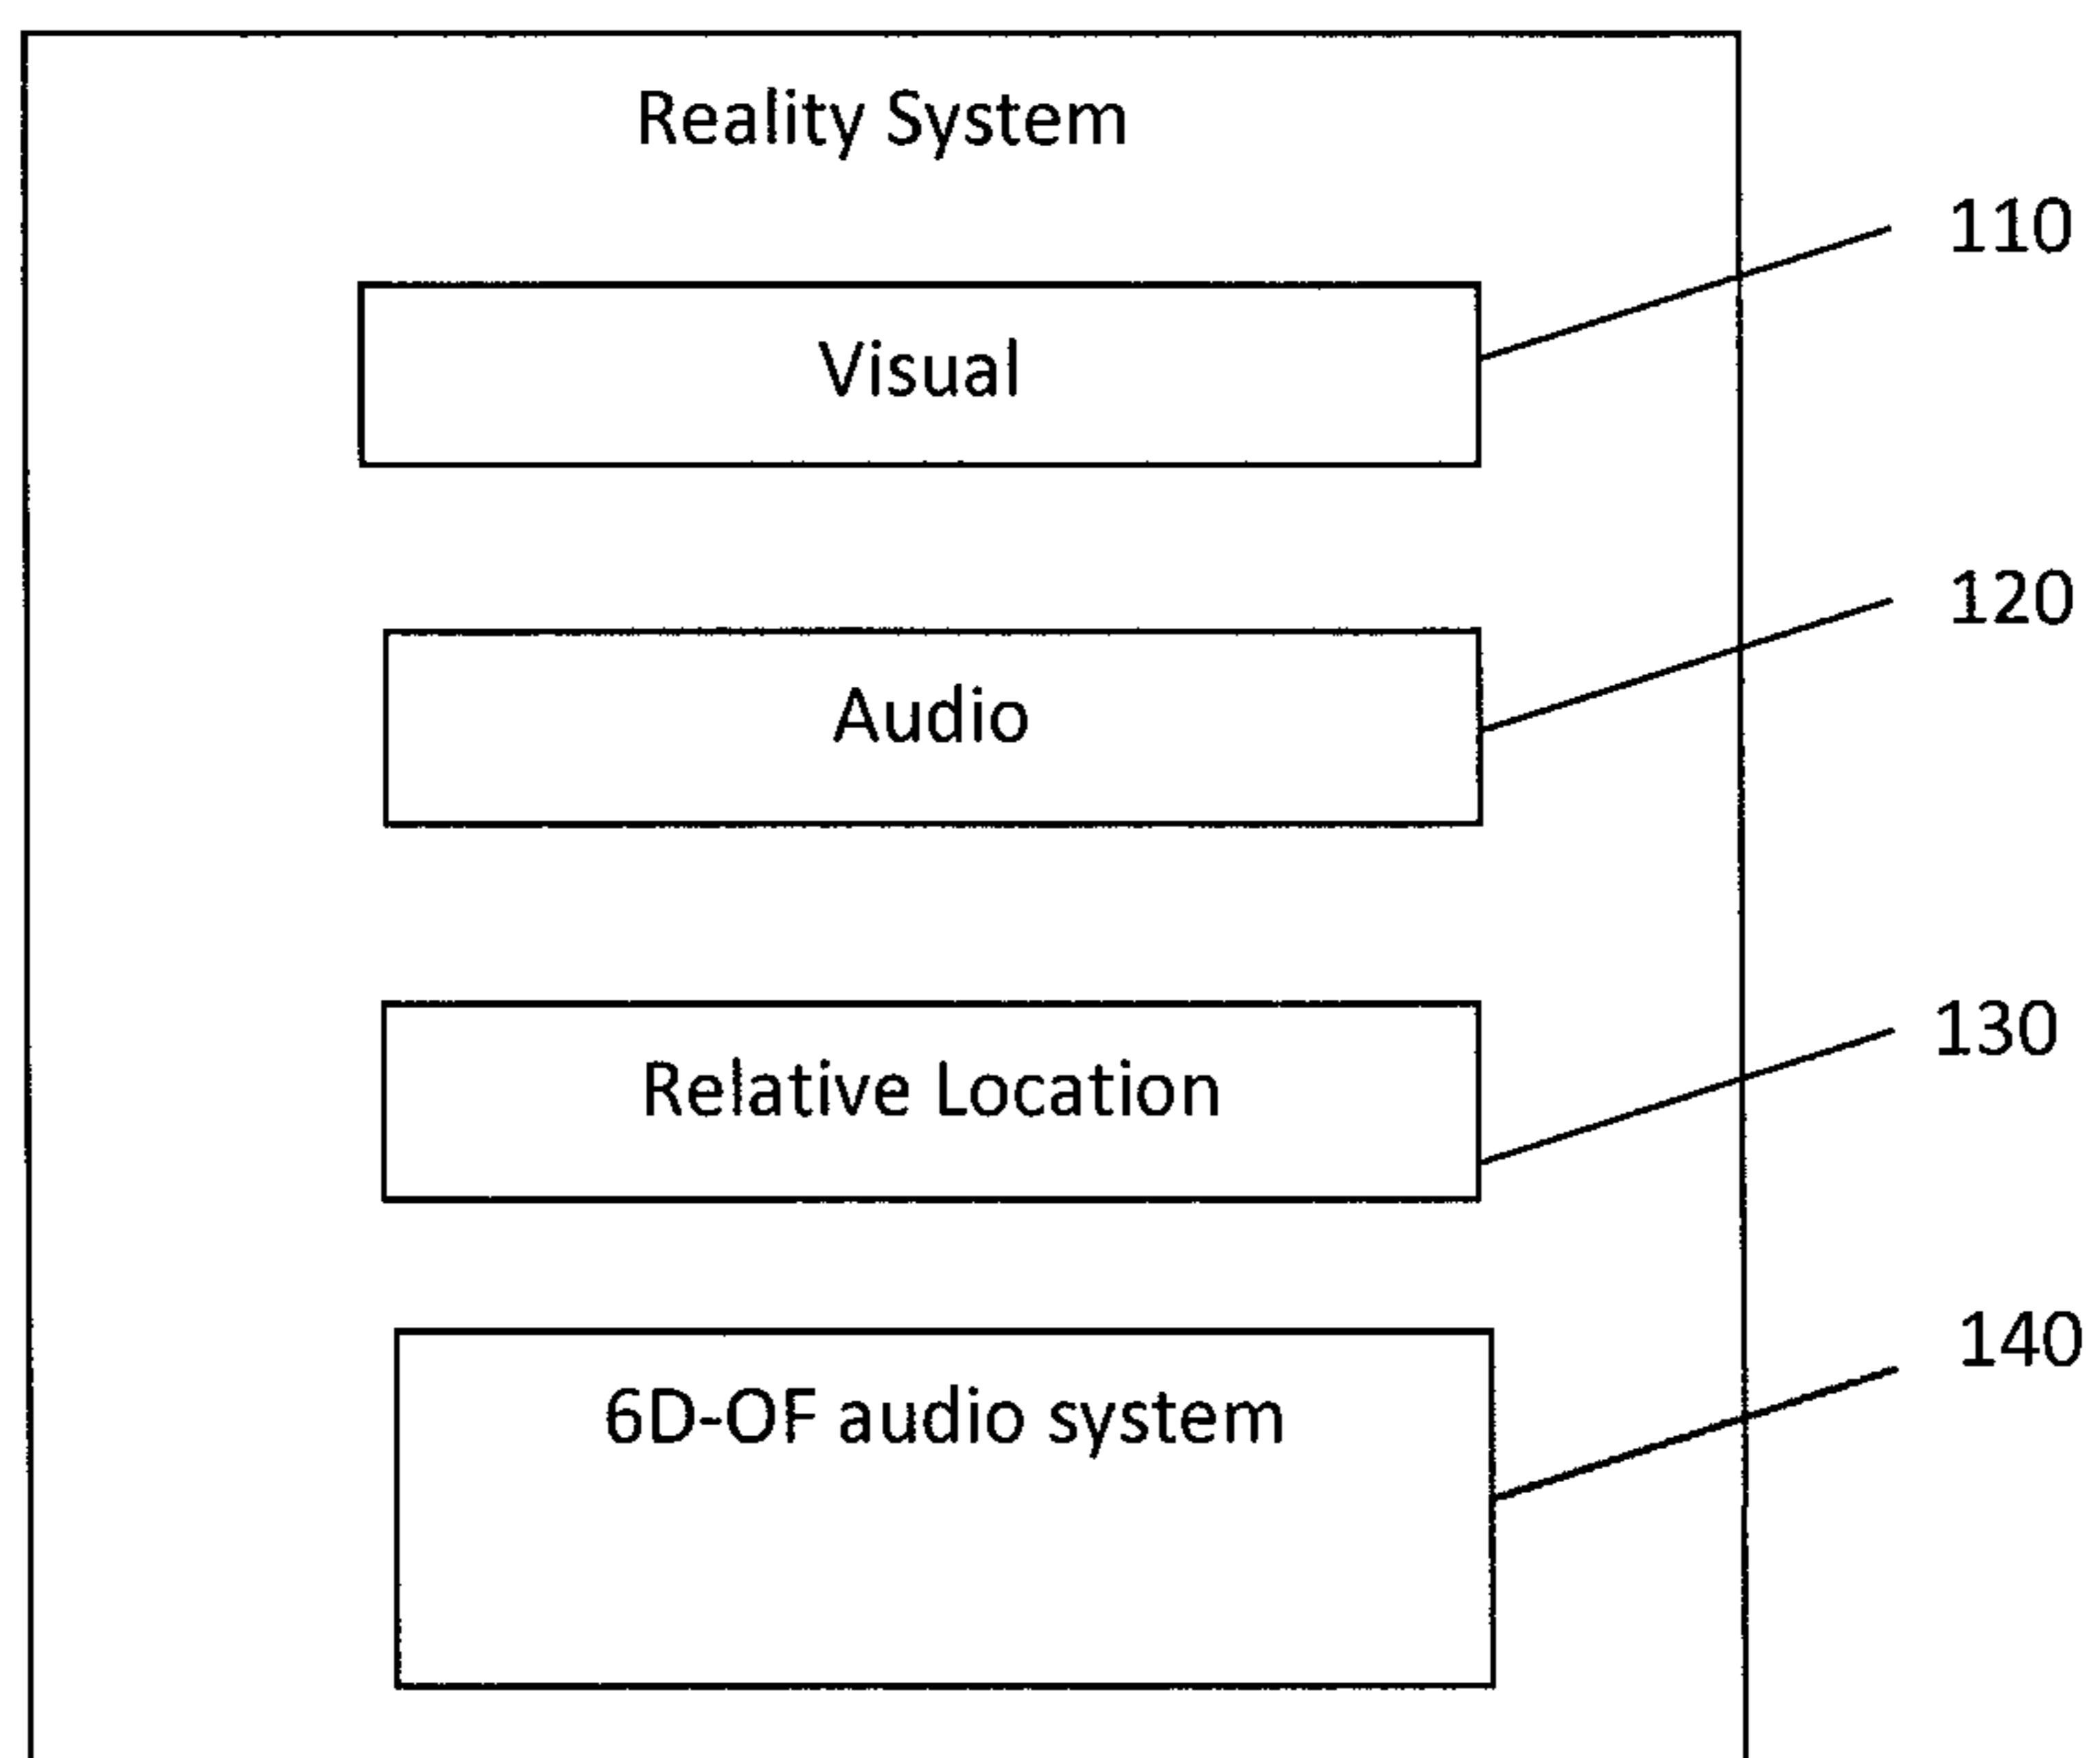 Reality System
110
Visual
120
Audio
130
Relative Location
140
6D-OF audio system